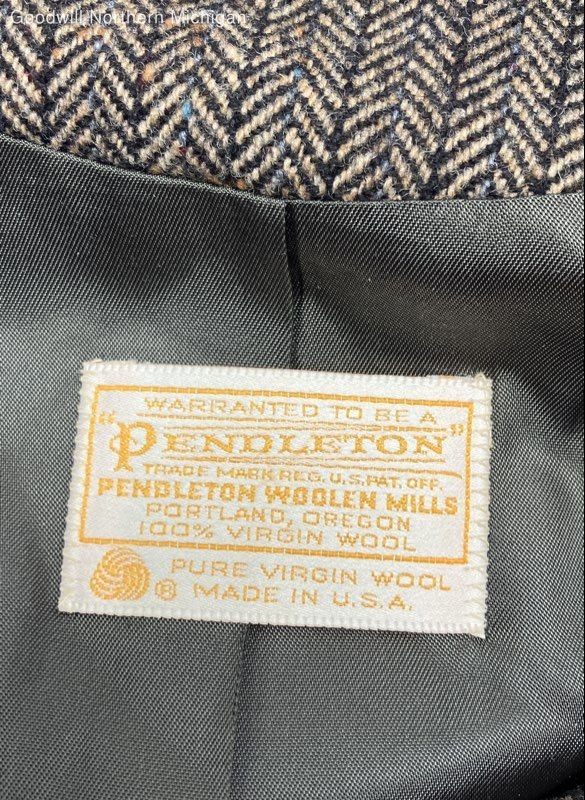 Goodwill Northern Michigan
WARRANTED TO BE A
"PENDLETON"
TRADE MARK REG. U.S. PAT. OFF.
PENDLETON WOOLEN MILLS
PORTLAND, OREGON
100% VIRGIN WOOL
PURE VIRGIN WOOL
® MADE IN U.S.A.